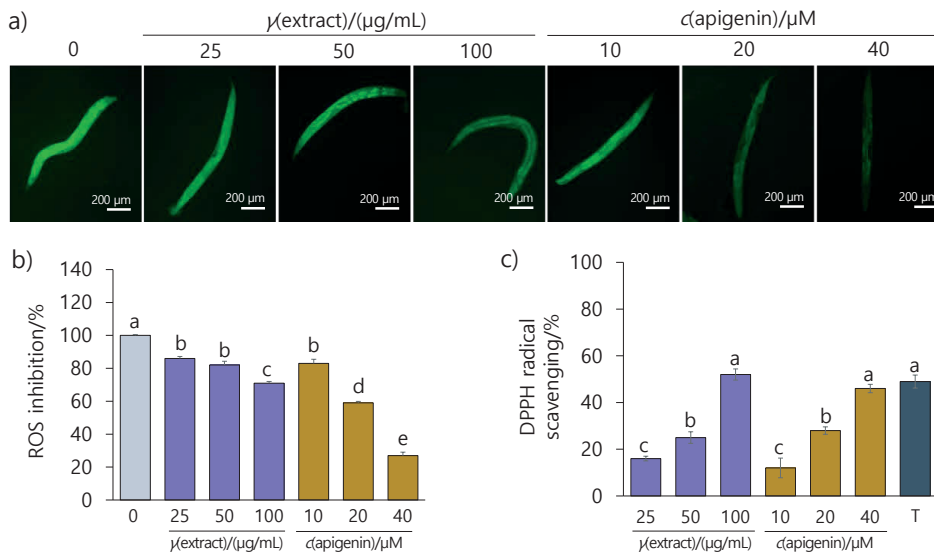 a)
γ(extract)/(µg/mL) c(apigenin)/µM
0 25 50 100 10 20 40
200 µm 200 µm 200 µm 200 µm 200 µm 200 µm 200 µm
b)
ROS inhibition/%
140
120
100
80
60
40
20
0
a b b c b d e
0 25 50 100 10 20 40
γ(extract)/(µg/mL) c(apigenin)/µM
c)
DPPH radical
scavenging/%
100
80
60
40
20
0
c b a c b a a
25 50 100 10 20 40 T
γ(extract)/(µg/mL) c(apigenin)/µM